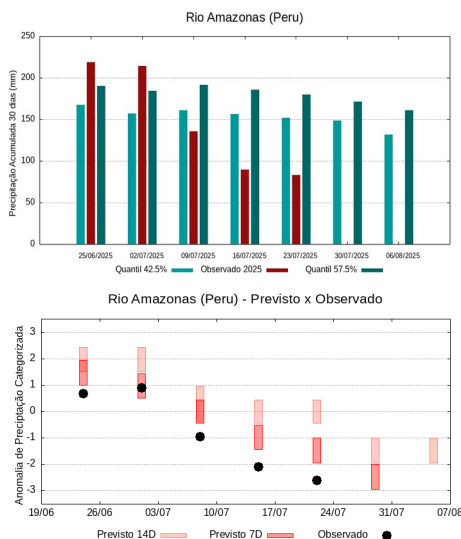 Rio Amazonas (Peru)
Precipitação Acumulada 30 dias (mm)
250
200
150
100
50
0
25/06/2025 02/07/2025 09/07/2025 16/07/2025 23/07/2025 30/07/2025 06/08/2025
Quantil 42.5% Observado 2025 Quantil 57.5%
Rio Amazonas (Peru) - Previsto x Observado
Anomalia de Precipitação Categorizada
3
2
1
0
-1
-2
-3
19/06 26/06 03/07 10/07 17/07 24/07 31/07 07/08
Previsto 14D Previsto 7D Observado